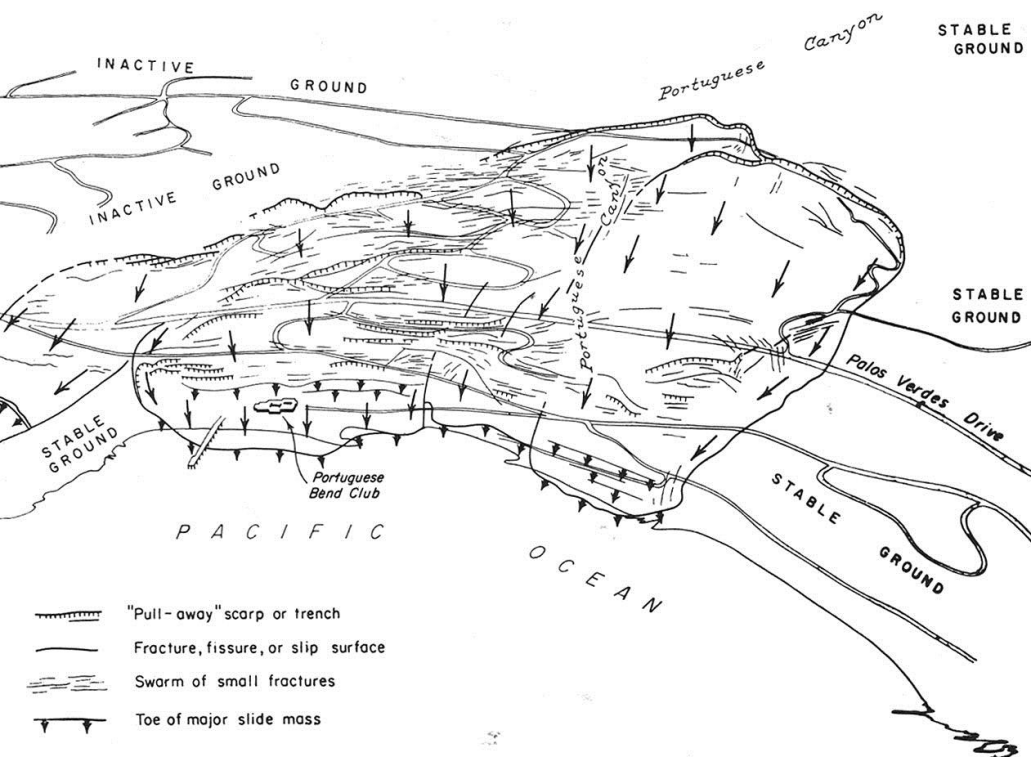 STABLE
GROUND
Portuguese Canyon
INACTIVE GROUND
INACTIVE GROUND
Portuguese Canyon
STABLE
GROUND
Palos Verdes Drive
STABLE
GROUND
Portuguese
Bend Club
STABLE GROUND
PACIFIC OCEAN
"Pull-away" scarp or trench
Fracture, fissure, or slip surface
Swarm of small fractures
Toe of major slide mass